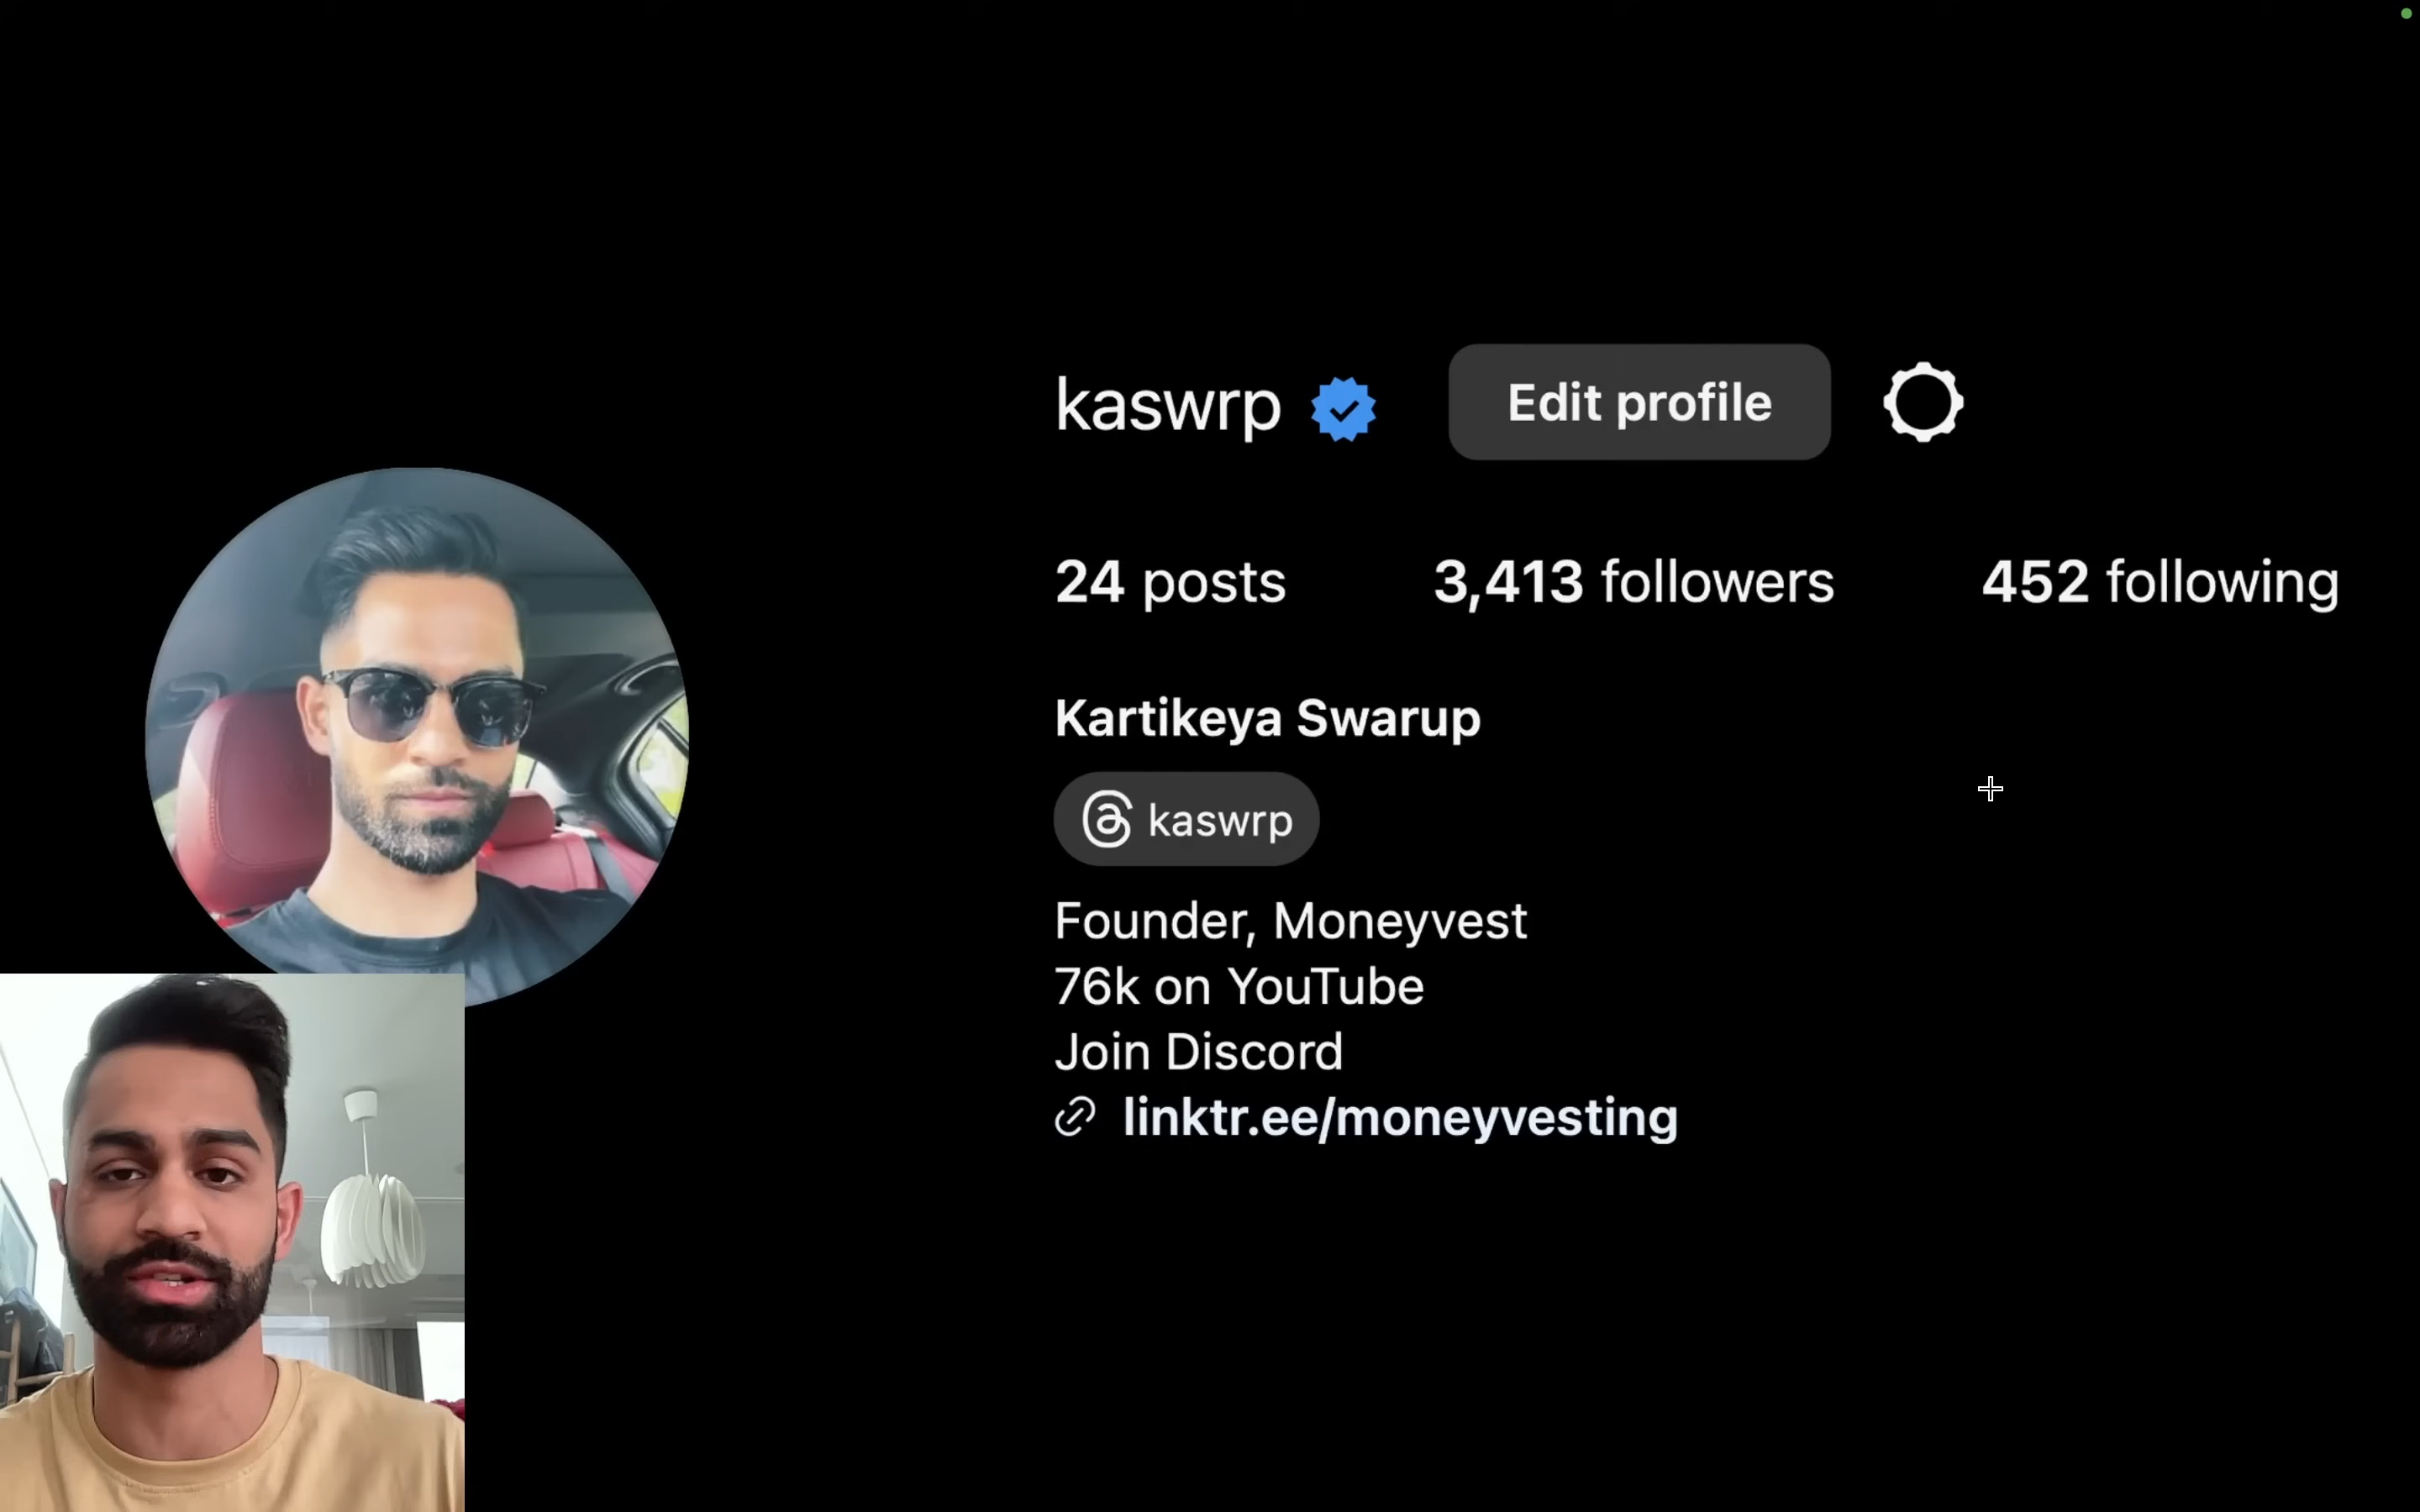 kaswrp Edit profile
24 posts 3,413 followers 452 following
Kartikeya Swarup
kaswrp
Founder, Moneyvest
76k on YouTube
Join Discord
linktr.ee/moneyvesting